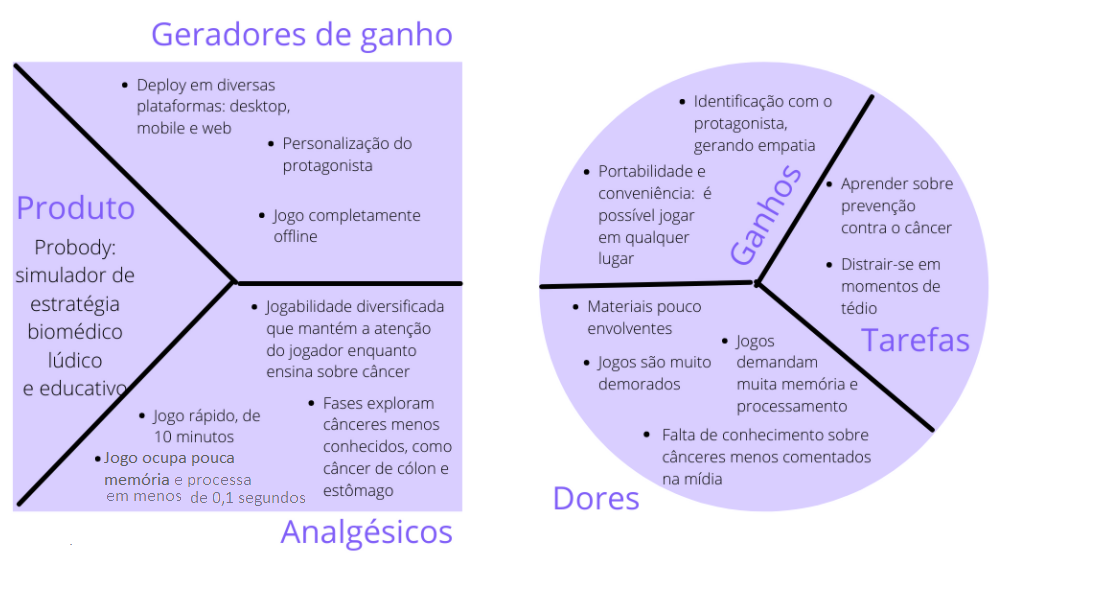 Geradores de ganho
Deploy em diversas
plataformas: desktop,
mobile e web
Personalização do
protagonista
Jogo completamente
offline
Produto
Probody:
simulador de
estratégia
biomédico
lúdico
e educativo
Jogabilidade diversificada
que mantém a atenção
do jogador enquanto
ensina sobre câncer
Jogo rápido, de
10 minutos
Jogo ocupa pouca
memória e processa
em menos de 0,1 segundos
Fases exploram
cânceres menos
conhecidos, como
câncer de cólon e
estômago
Analgésicos
Identificação com o
protagonista,
gerando empatia
Portabilidade e
conveniência: é
possível jogar
em qualquer
lugar
Ganhos
Aprender sobre
prevenção
contra o câncer
Distrair-se em
momentos de
tédio
Tarefas
Materiais pouco
envolventes
Jogos são muito
demorados
Jogos
demandam
muita memória e
processamento
Falta de conhecimento sobre
cânceres menos comentados
na mídia
Dores